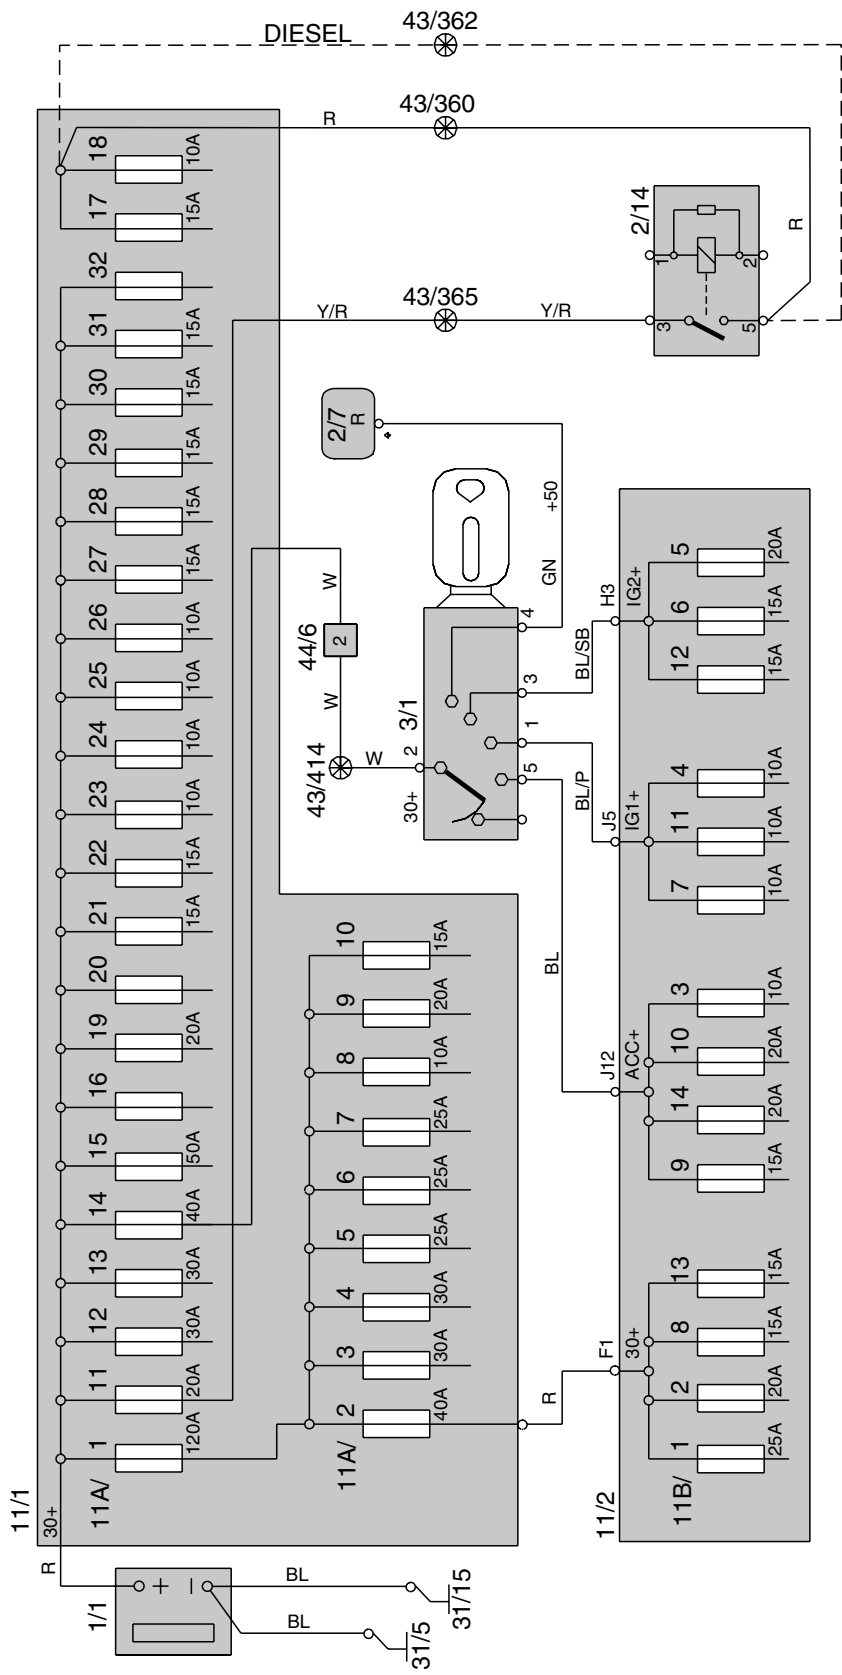 DIESEL
43/362
43/360
R
18
10A
17
15A
32
31
15A
30
15A
29
15A
28
15A
27
15A
26
10A
25
10A
24
10A
23
10A
22
15A
21
15A
20
19
20A
16
15
50A
14
40A
13
30A
12
30A
11
20A
1
120A
11A/
30+
11/1
R
1/1
+
−
BL
BL
31/15
31/5
10
15A
9
20A
8
10A
7
25A
6
25A
5
25A
4
30A
3
30A
2
40A
11A/
R
43/365
Y/R
Y/R
2/14
1
2
3
5
R
2/7
R
+50
GN
44/6
2
W
W
43/414
W
3/1
30+
2
4
3
1
5
BL/SB
BL/P
BL
H3
IG2+
5
20A
6
15A
12
15A
J5
IG1+
4
10A
11
10A
7
10A
J12
ACC+
3
10A
10
20A
14
20A
9
15A
F1
30+
13
15A
8
15A
2
20A
1
25A
11B/
11/2